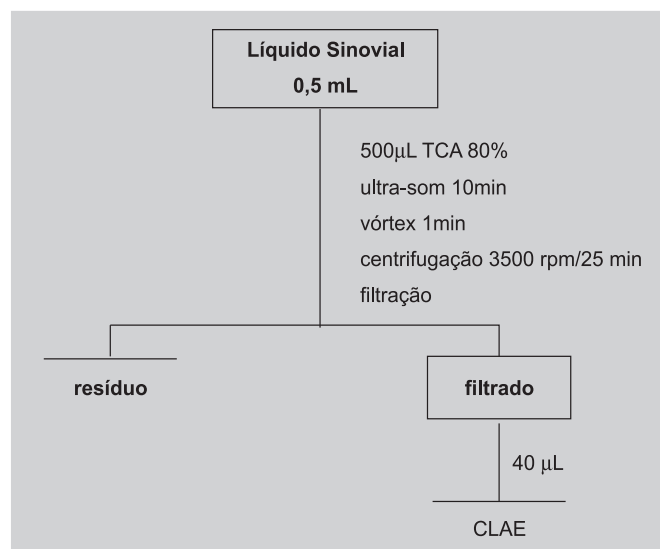 Líquido Sinovial
0,5 mL
500μL TCA 80%
ultra-som 10min
vórtex 1min
centrifugação 3500 rpm/25 min
filtração
resíduo
filtrado
40 μL
CLAE